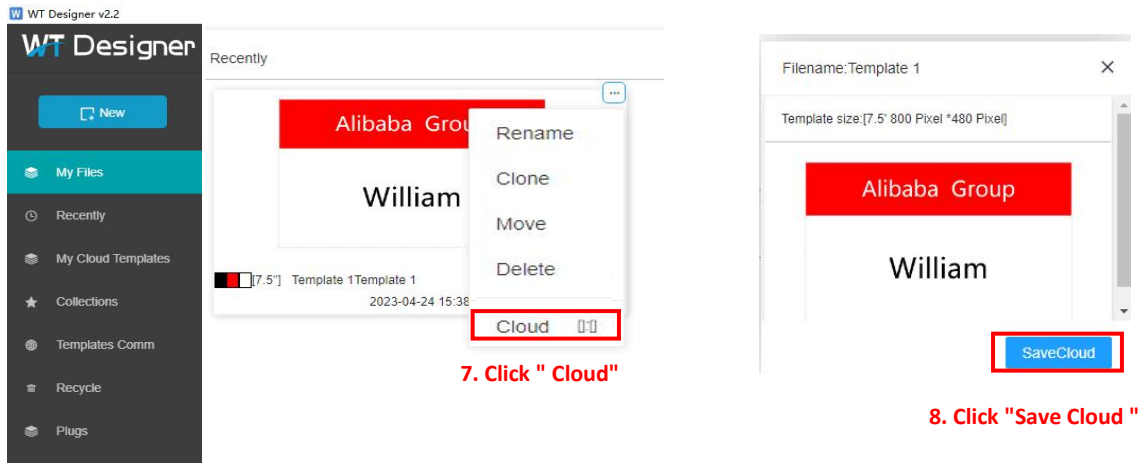 WT Designer v2.2
WT Designer
New
My Files
Recently
My Cloud Templates
Collections
Templates Comm
Recycle
Plugs
Recently
Alibaba Grou
William
[7.5"] Template 1Template 1
2023-04-24 15:38
Rename
Clone
Move
Delete
Cloud
7. Click " Cloud"
Filename:Template 1
Template size:[7.5' 800 Pixel *480 Pixel]
Alibaba Group
William
SaveCloud
8. Click "Save Cloud "